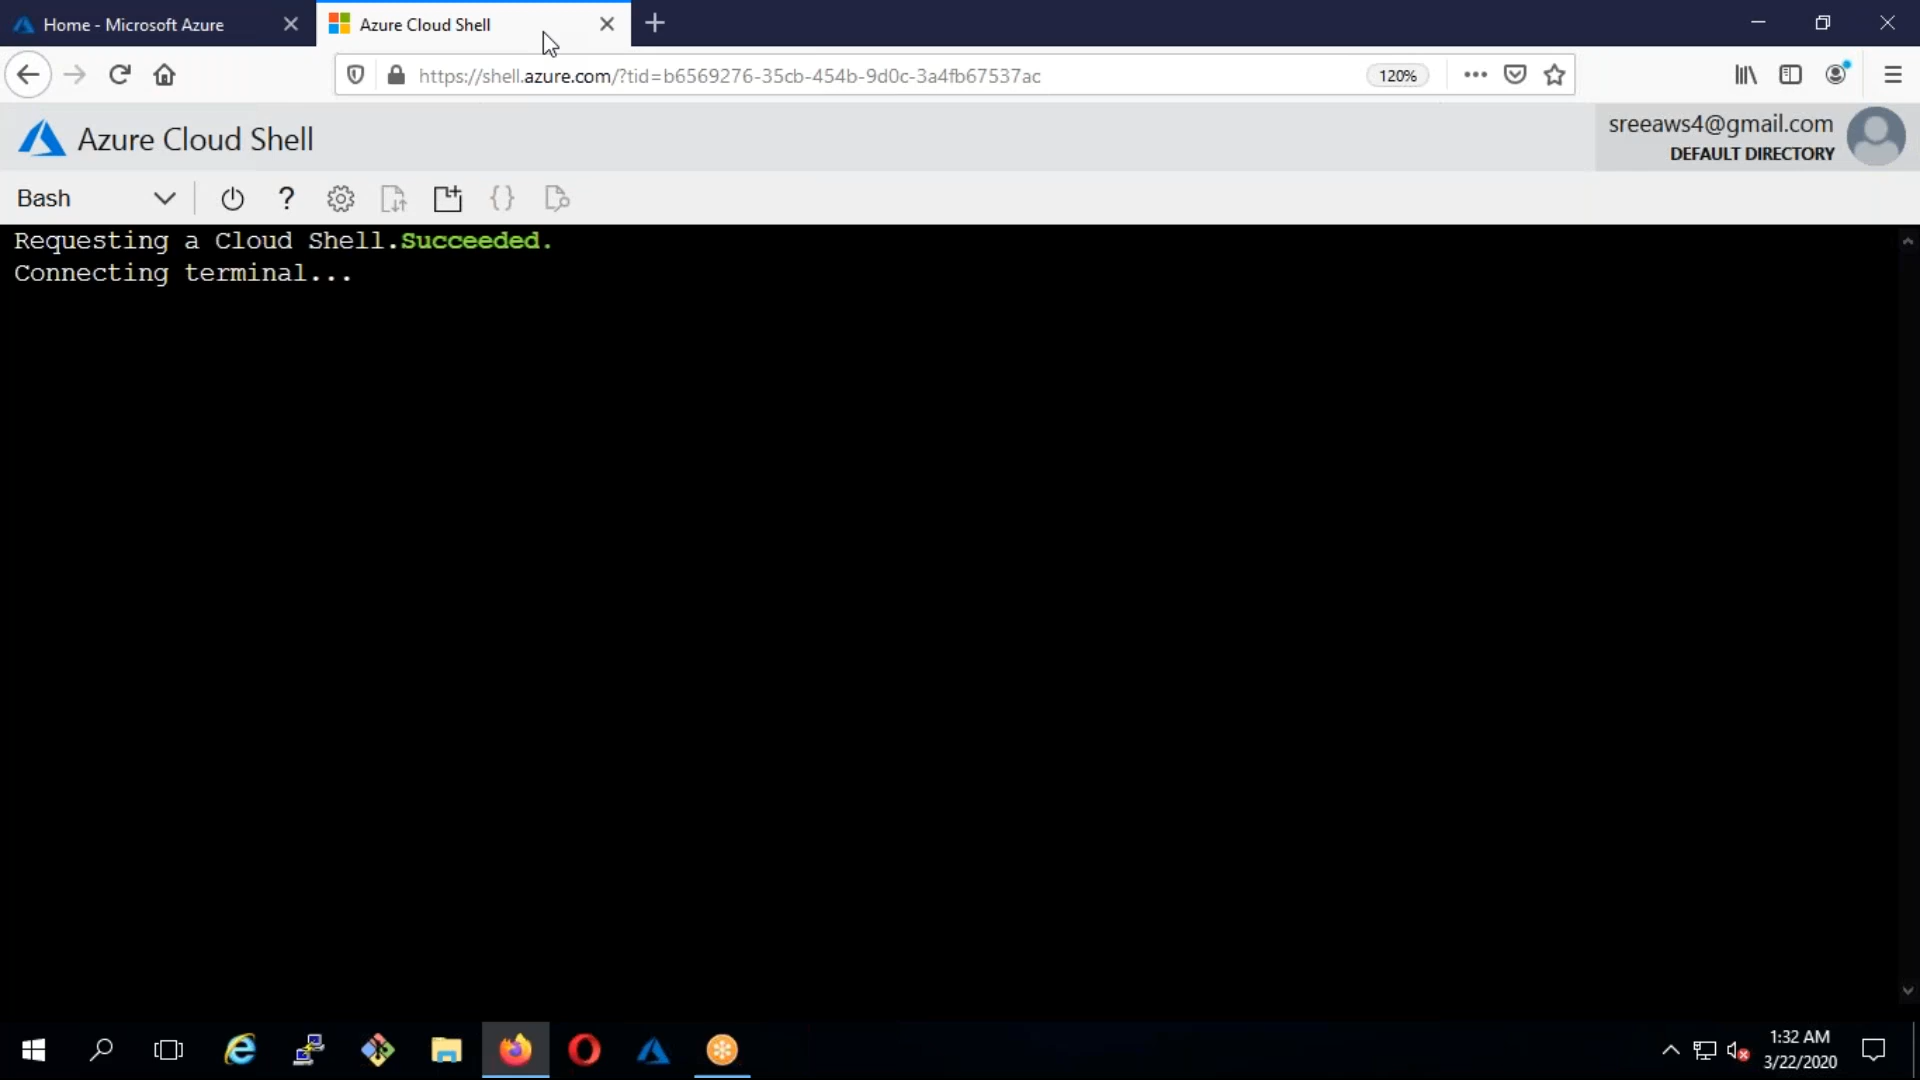 Home - Microsoft Azure
Azure Cloud Shell
https://shell.azure.com/?tid=b6569276-35cb-454b-9d0c-3a4fb67537ac
120%
Azure Cloud Shell
sreeaws4@gmail.com
DEFAULT DIRECTORY
Bash
Requesting a Cloud Shell.Succeeded.
Connecting terminal...
1:32 AM
3/22/2020